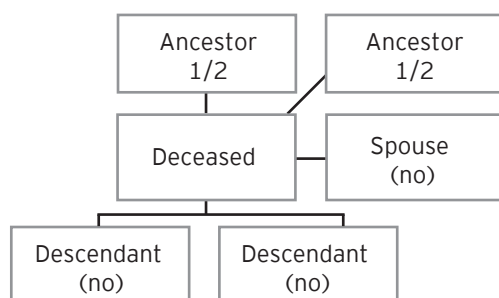 Ancestor
1/2
Ancestor
1/2
Deceased
Spouse
(no)
Descendant
(no)
Descendant
(no)